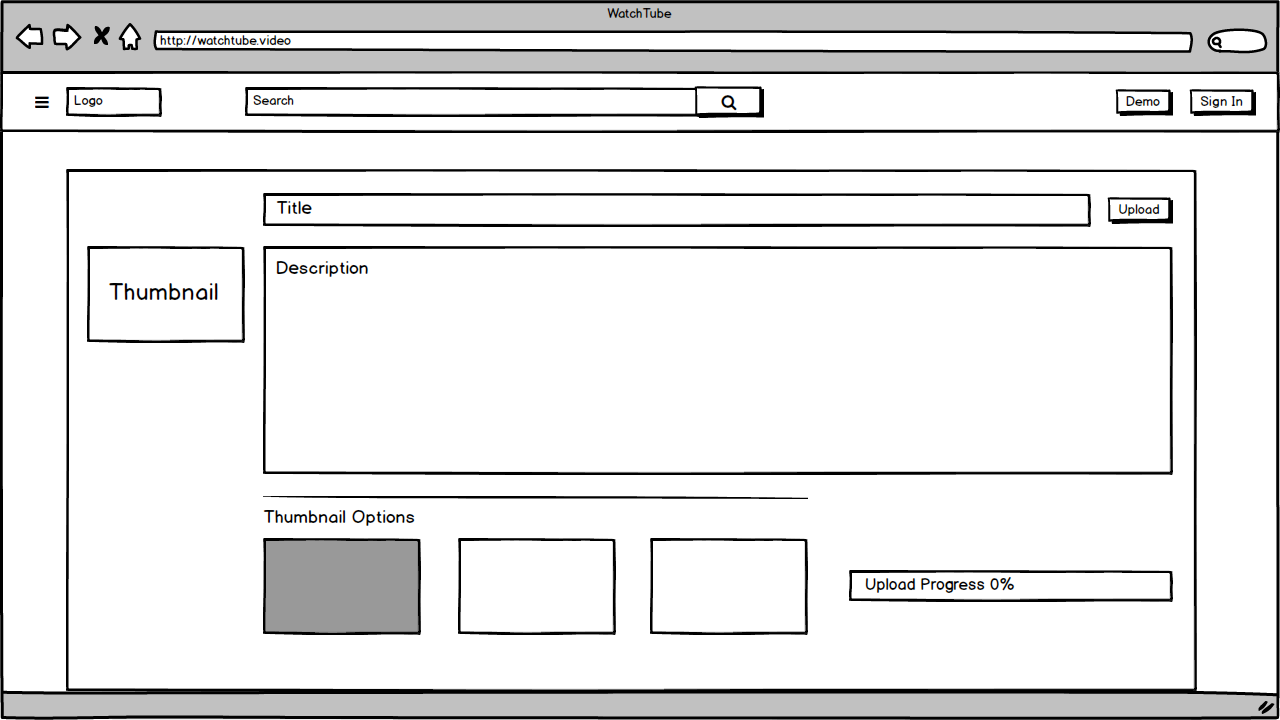 WatchTube
http://watchtube.video
Logo
Search
Demo
Sign In
Title
Upload
Thumbnail
Description
Thumbnail Options
Upload Progress 0%